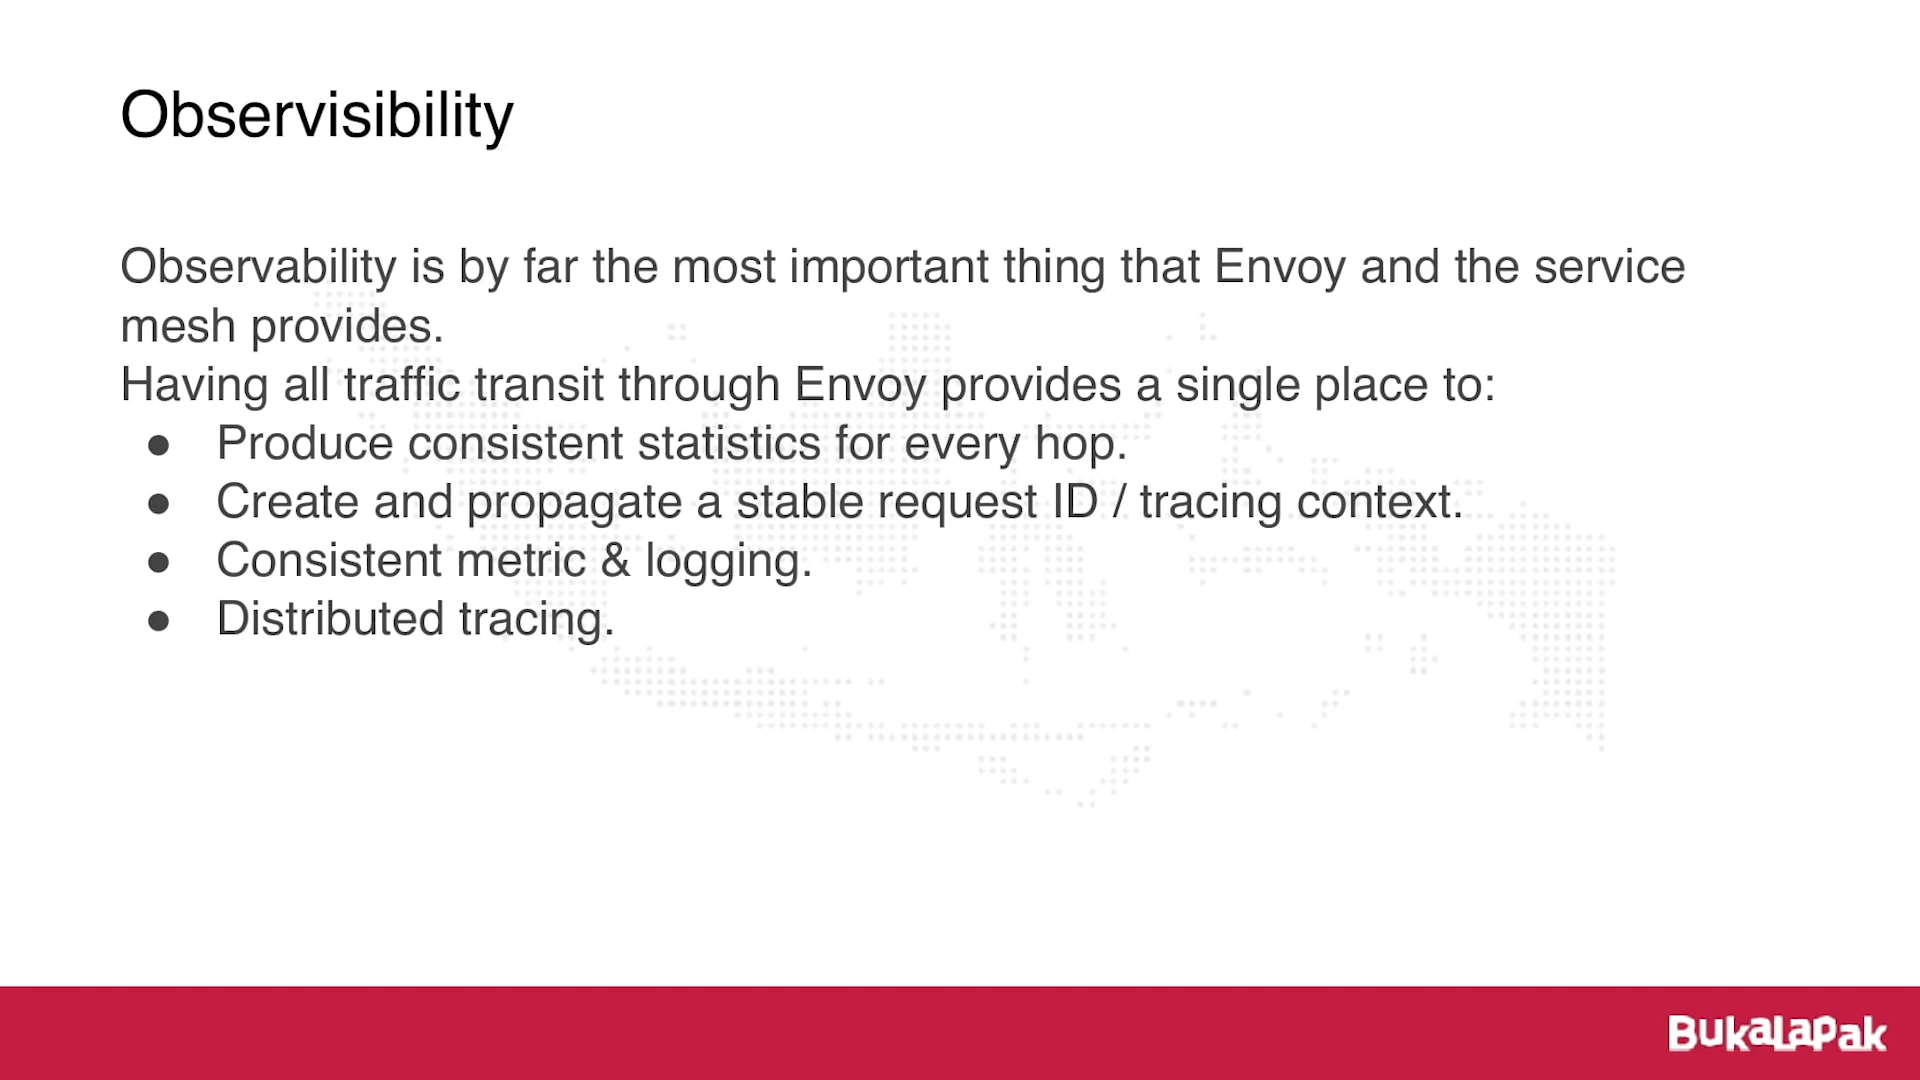 Observisibility
Observability is by far the most important thing that Envoy and the service
mesh provides.
Having all traffic transit through Envoy provides a single place to:
● Produce consistent statistics for every hop.
● Create and propagate a stable request ID / tracing context.
● Consistent metric & logging.
● Distributed tracing.
BukaLaPak